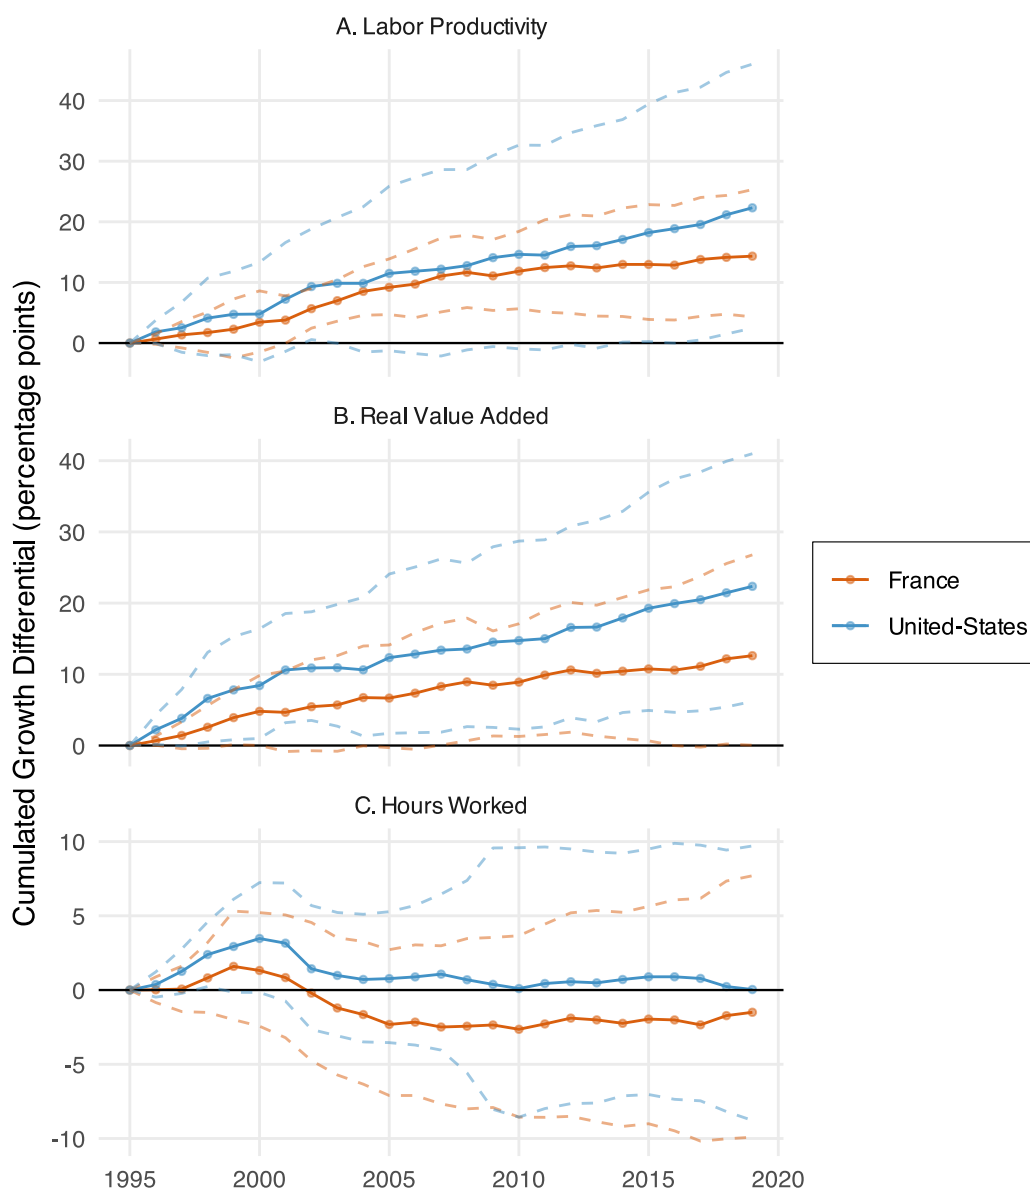 A. Labor Productivity
40
30
20
10
0
B. Real Value Added
40
30
20
10
0
C. Hours Worked
10
5
0
-5
-10
1995 2000 2005 2010 2015 2020
Cumulated Growth Differential (percentage points)
France
United-States